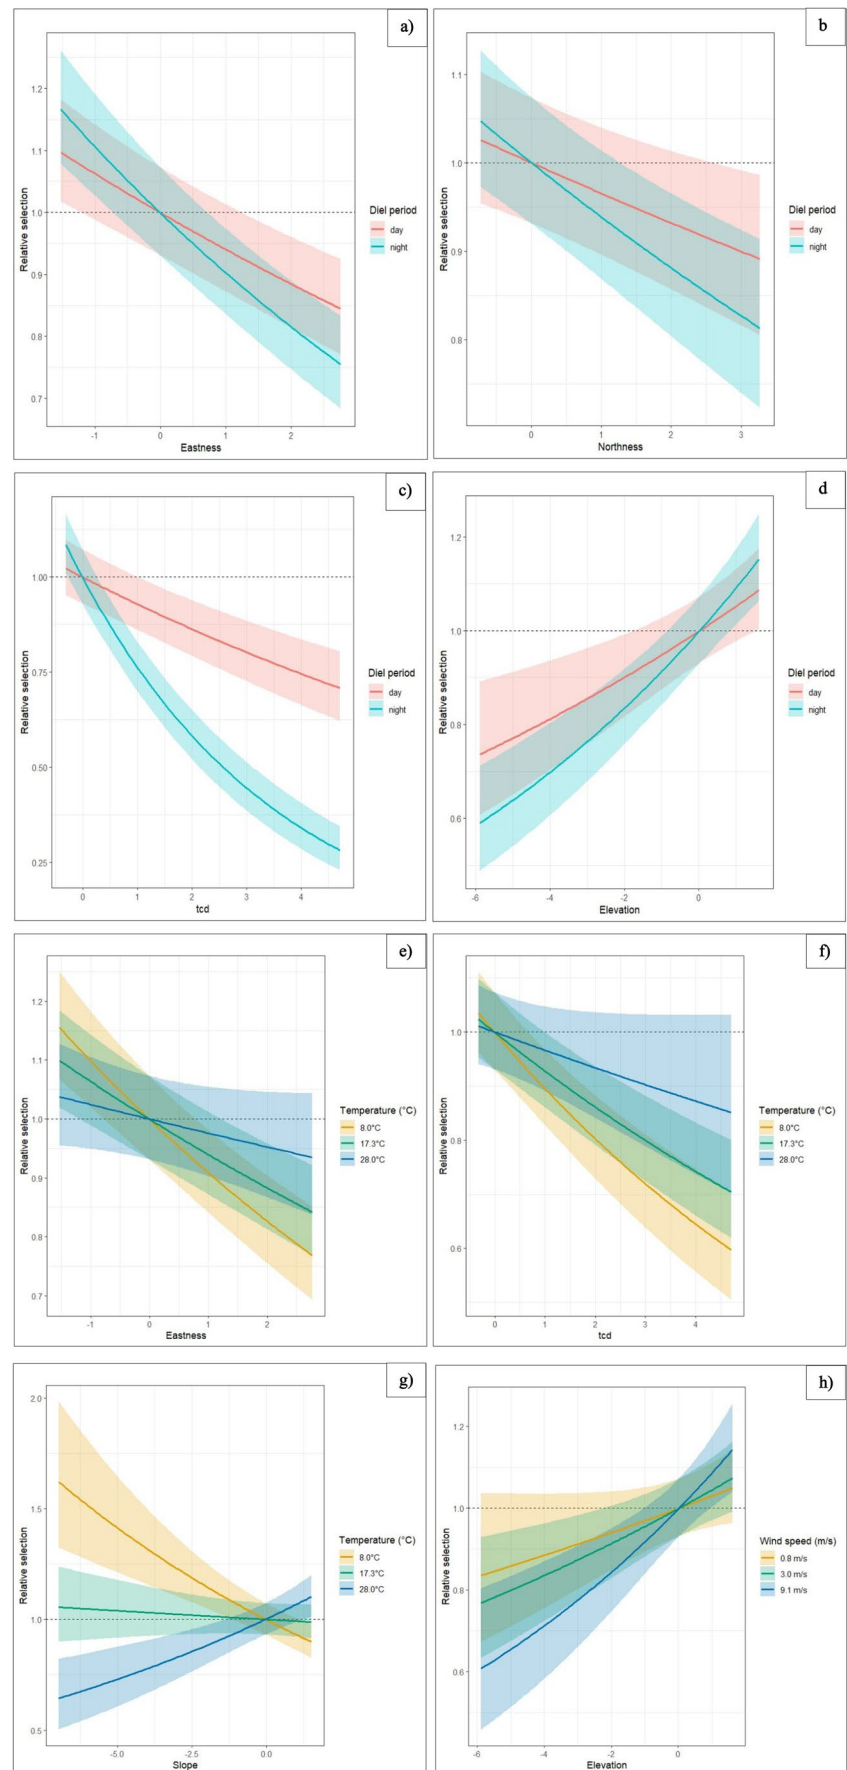 a)
1.2
1.1
1.0
0.9
0.8
0.7
Relative selection
-1 0 1 2
Eastness
Diel period
day
night
b
1.1
1.0
0.9
0.8
Relative selection
0 1 2 3
Northness
Diel period
day
night
c)
1.00
0.75
0.50
0.25
Relative selection
0 1 2 3 4
tcd
Diel period
day
night
d
1.2
1.0
0.8
0.6
Relative selection
-6 -4 -2 0
Elevation
Diel period
day
night
e)
1.2
1.1
1.0
0.9
0.8
0.7
Relative selection
-1 0 1 2
Eastness
Temperature (°C)
8.0°C
17.3°C
28.0°C
f)
1.0
0.8
0.6
Relative selection
0 1 2 3 4
tcd
Temperature (°C)
8.0°C
17.3°C
28.0°C
g)
2.0
1.5
1.0
0.5
Relative selection
-5.0 -2.5 0.0
Slope
Temperature (°C)
8.0°C
17.3°C
28.0°C
h)
1.2
1.0
0.8
0.6
Relative selection
-6 -4 -2 0
Elevation
Wind speed (m/s)
0.8 m/s
3.0 m/s
9.1 m/s